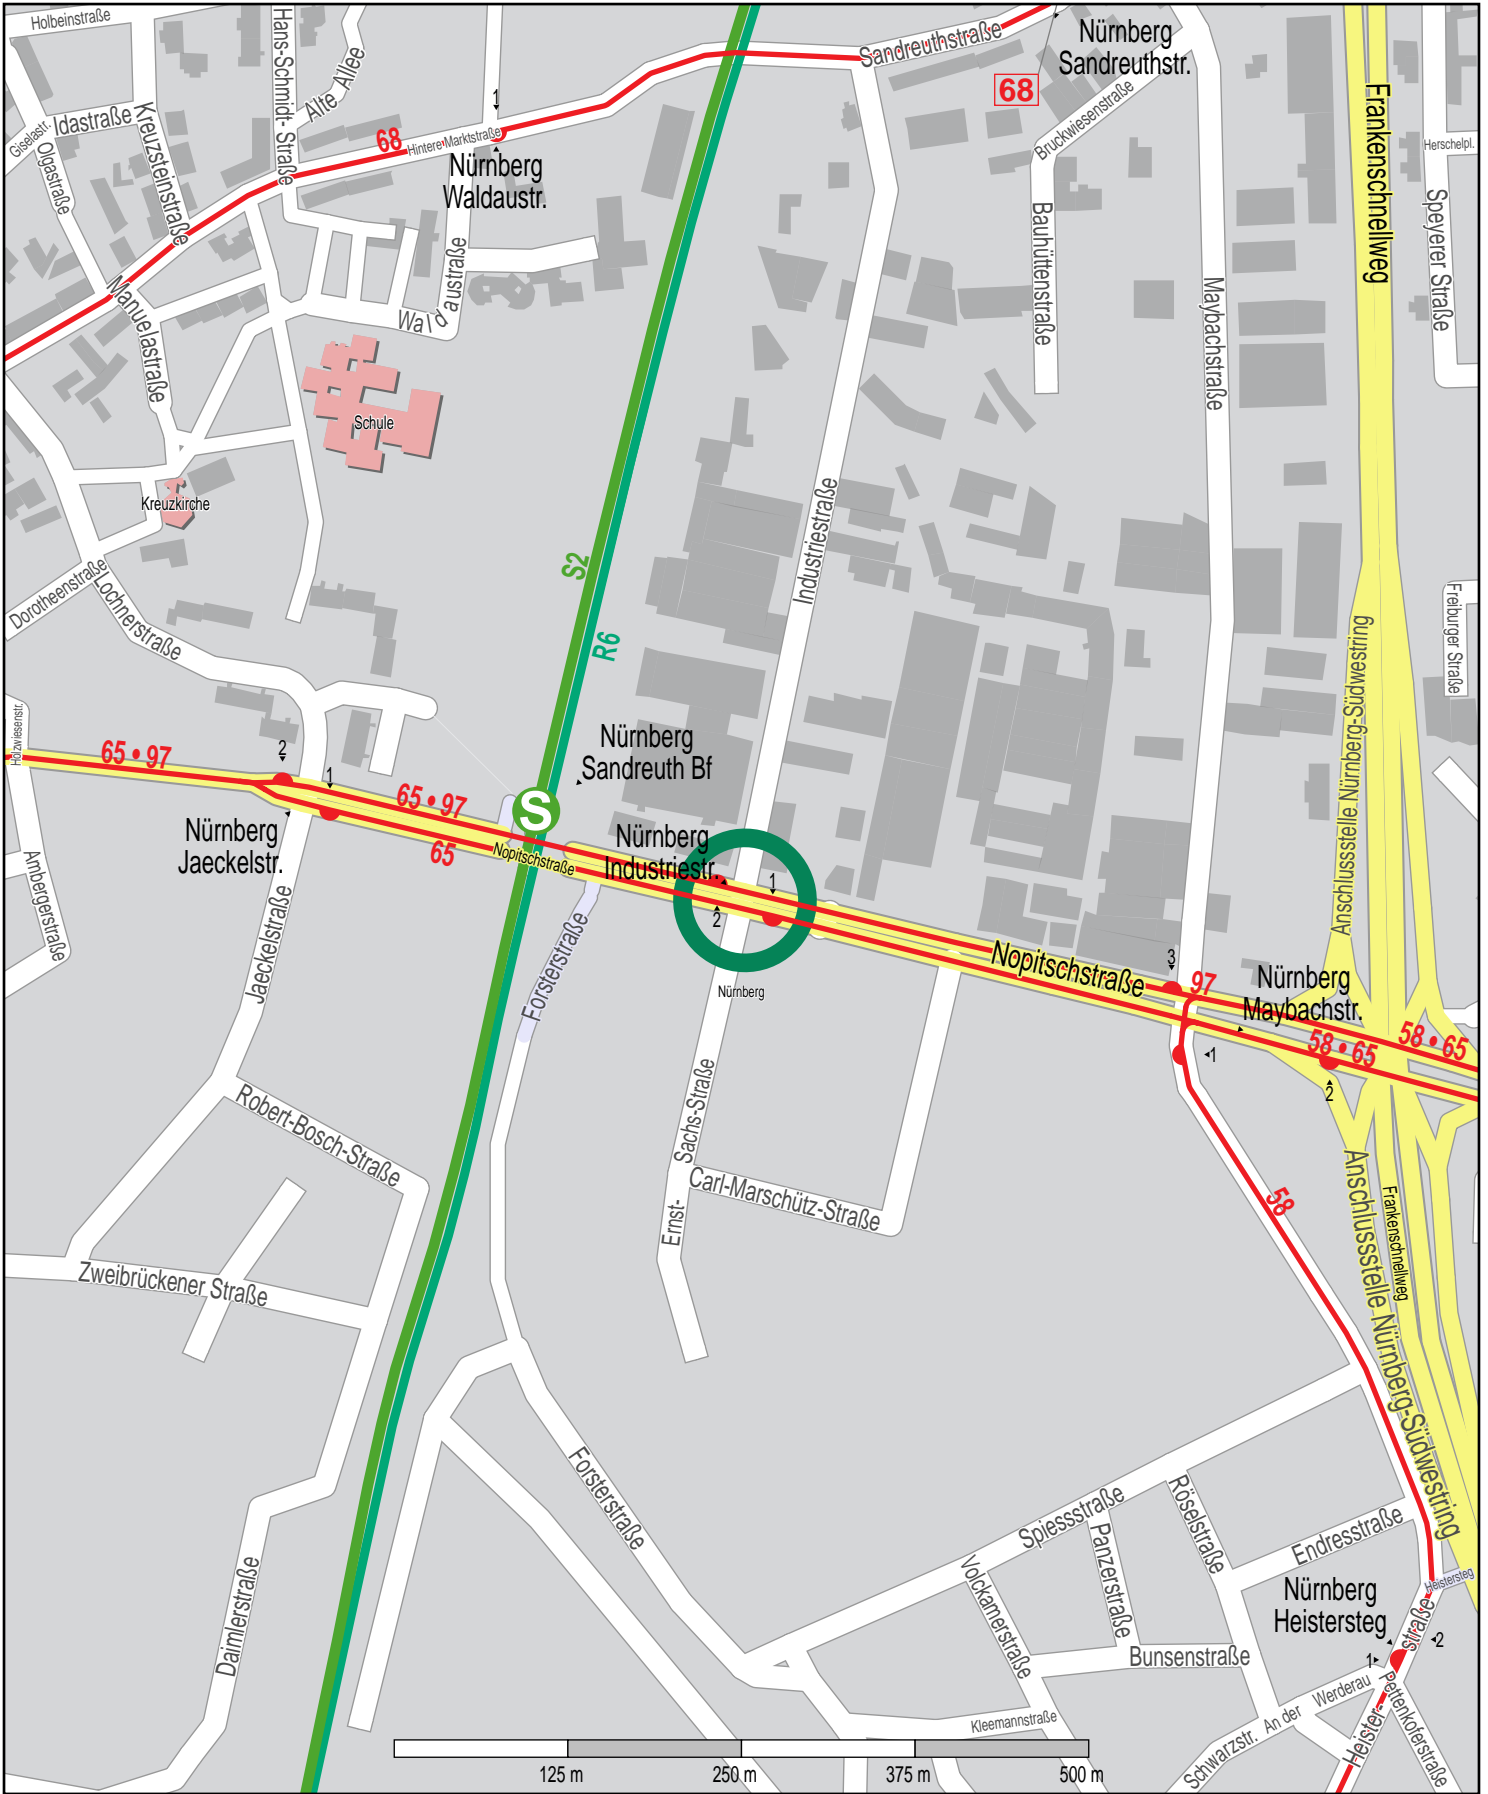 Holbeinstraße
Hans-Schmidt-Straße
Alte Allee
Sandreuthstraße
Nürnberg
Sandreuthstr.
68
Frankenschnellweg
Giselastr.
Idastraße
Kreuzsteinstraße
Olgastraße
68
Hintere Marktstraße
1
Nürnberg
Waldaustr.
Bruckwiesenstraße
Herschelpl.
Speyerer Straße
Bauhüttenstraße
Maybachstraße
Manuelastraße
Waldaustraße
Schule
Kreuzkirche
Industriestraße
S2
R6
Dorotheenstraße
Lochnerstraße
Freiburger Straße
Anschlussstelle Nürnberg-Südwestring
Holzwiesenstr.
65 • 97
2
1
65 • 97
Nürnberg
Sandreuth Bf
S
Nürnberg
Jaeckelstr.
65
Nopitschstraße
Nürnberg
Industriestr.
1
2
Ambergerstraße
Jaeckelstraße
Forsterstraße
Nürnberg
Nopitschstraße
3
97
Nürnberg
Maybachstr.
58 • 65
58 • 65
1
2
Robert-Bosch-Straße
Ernst-Sachs-Straße
Carl-Marschütz-Straße
58
Anschlussstelle Nürnberg-Südwestring
Frankenschnellweg
Zweibrückener Straße
Forsterstraße
Daimlerstraße
Spiessstraße
Röselstraße
Panzerstraße
Volckamerstraße
Endresstraße
Heistersteg
Nürnberg
Heistersteg
2
1
Bunsenstraße
Heisterstraße
An der Werderau
Pettenkoferstraße
Kleemannstraße
Schwarzstr.
125 m
250 m
375 m
500 m